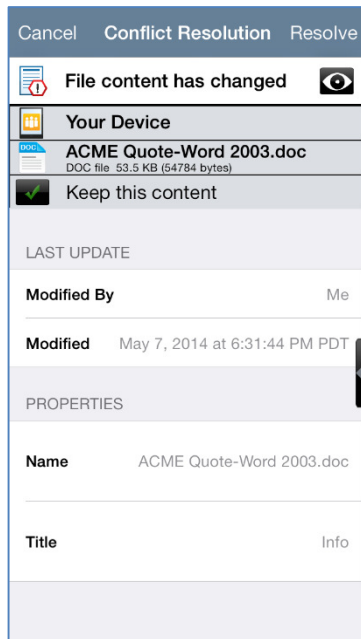 Cancel Conflict Resolution Resolve
File content has changed
Your Device
DOC
ACME Quote-Word 2003.doc
DOC file 53.5 KB (54784 bytes)
Keep this content
LAST UPDATE
Modified By Me
Modified May 7, 2014 at 6:31:44 PM PDT
PROPERTIES
Name ACME Quote-Word 2003.doc
Title Info